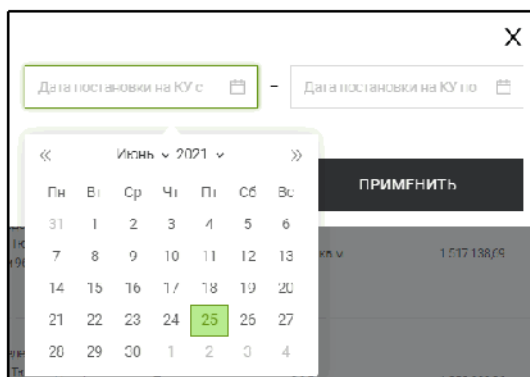 X
Дата постановки на КУ с – Дата постановки на КУ по
« Июнь 2021 »
Пн Вт Ср Чт Пт Сб Вс
31 1 2 3 4 5 6
7 8 9 10 11 12 13
14 15 16 17 18 19 20
21 22 23 24 25 26 27
28 29 30 1 2 3 4
ПРИМЕНИТЬ
кв м 1 517 138,09